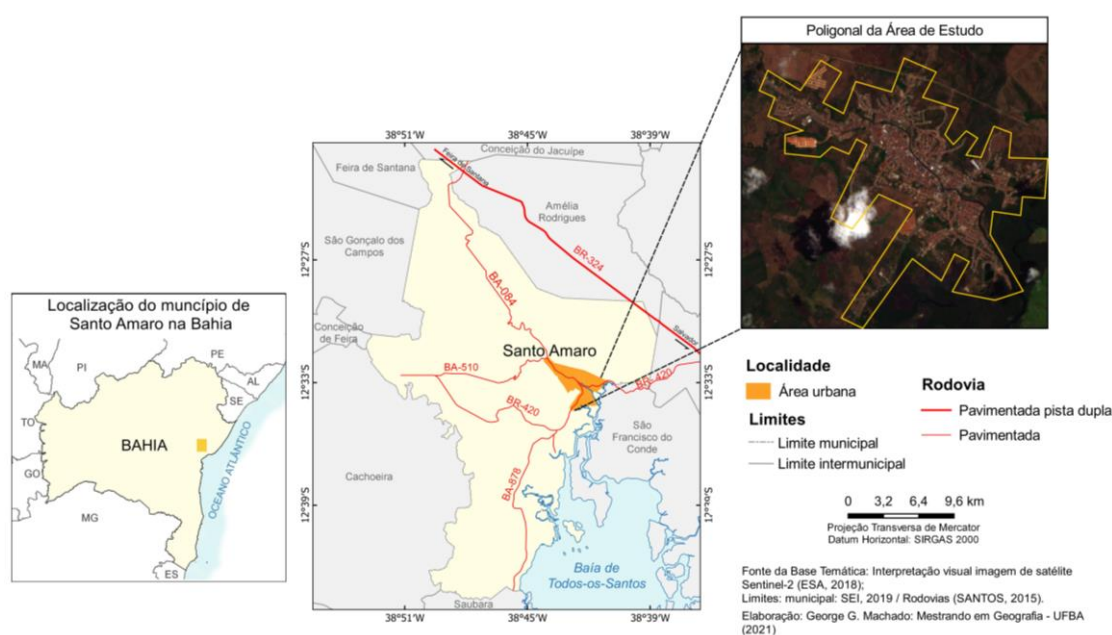 Poligonal da Área de Estudo
38°51'W
38°45'W
38°39'W
Conceição do Jacuípe
Feira de Santana
Feira de Santana
Amélia
Rodrigues
São Gonçalo dos
Campos
12°27'S
12°27'S
BR-324
BA-084
Conceição
de Feira
Salvador
Santo Amaro
BA-510
12°33'S
12°33'S
BR-420
BR-420
São
Francisco do
Conde
Cachoeira
BA-878
12°39'S
12°39'S
Baía de
Todos-os-Santos
Saubara
38°51'W
38°45'W
38°39'W
Localização do muncípio de
Santo Amaro na Bahia
MA
PI
PE
AL
SE
TO
BAHIA
GO
OCEANO ATLÂNTICO
MG
ES
Localidade
Área urbana
Limites
Limite municipal
Limite intermunicipal
Rodovia
Pavimentada pista dupla
Pavimentada
0 3,2 6,4 9,6 km
Projeção Transversa de Mercator
Datum Horizontal: SIRGAS 2000
Fonte da Base Temática: Interpretação visual imagem de satélite
Sentinel-2 (ESA, 2018);
Limites: municipal: SEI, 2019 / Rodovias (SANTOS, 2015).
Elaboração: George G. Machado: Mestrando em Geografia - UFBA
(2021)